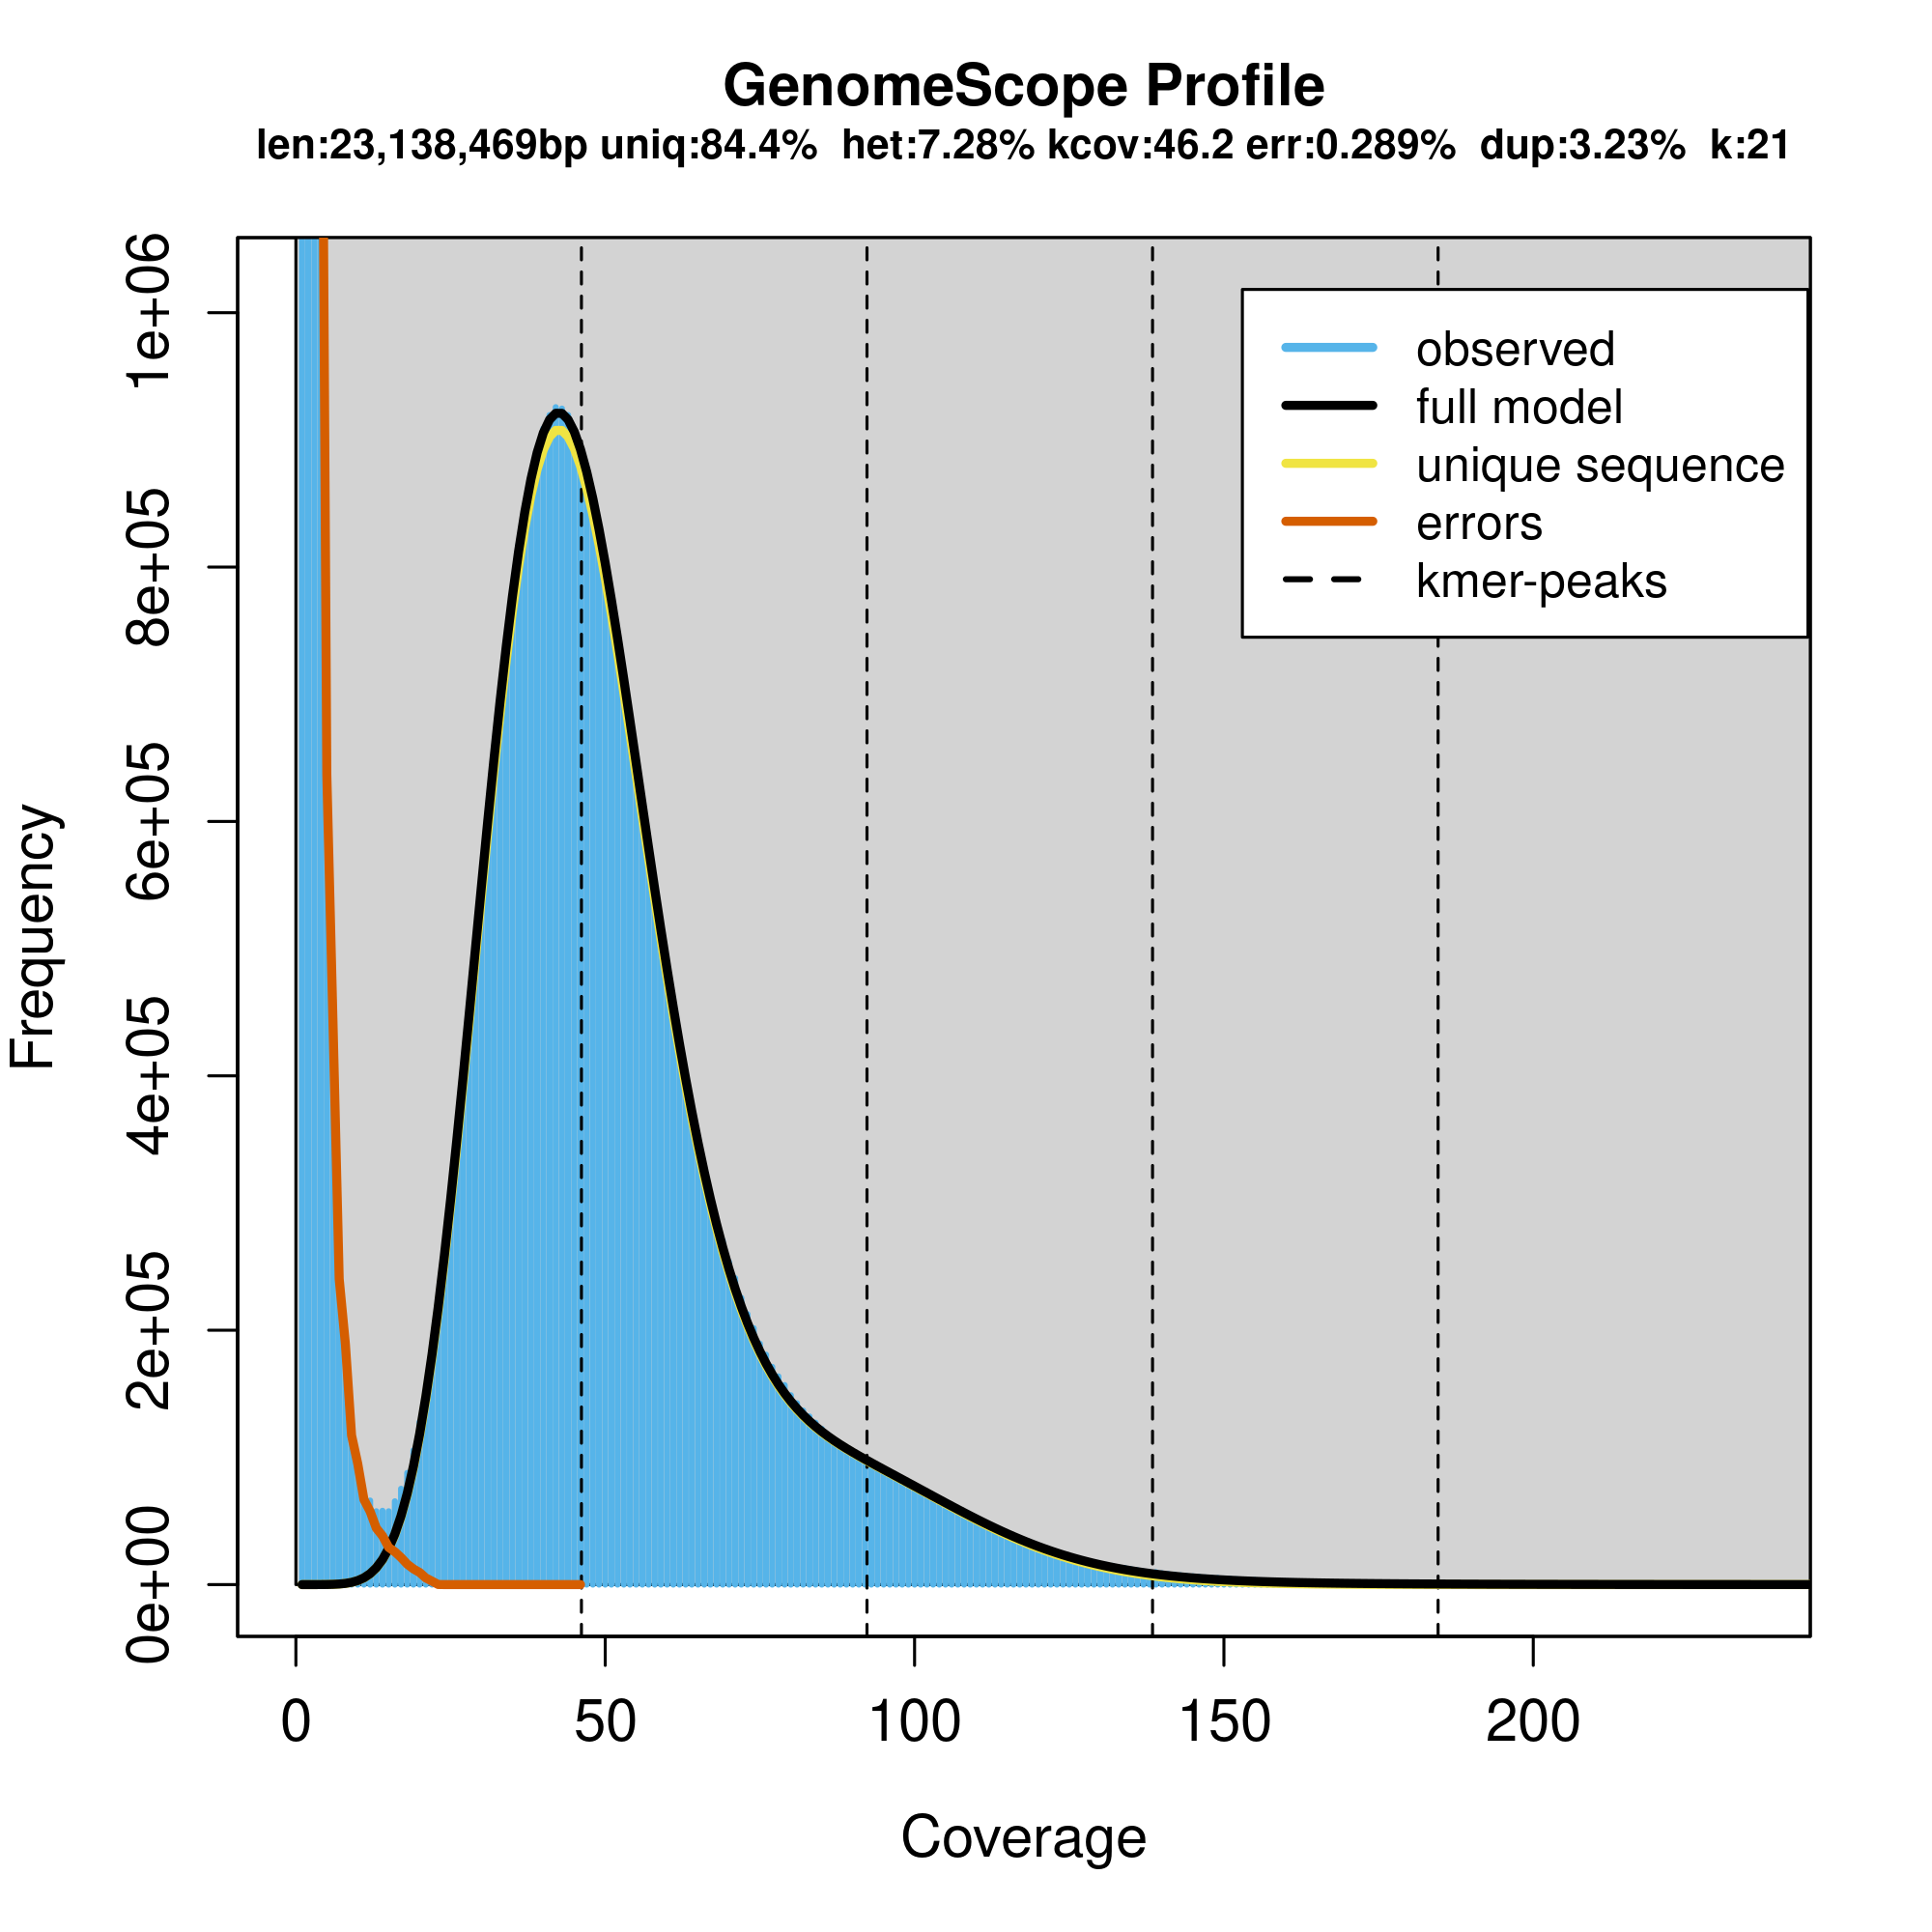 GenomeScope Profile
len:23,138,469bp uniq:84.4% het:7.28% kcov:46.2 err:0.289% dup:3.23% k:21
observed
full model
unique sequence
errors
kmer-peaks
Frequency
1e+06
8e+05
6e+05
4e+05
2e+05
0e+00
0 50 100 150 200
Coverage